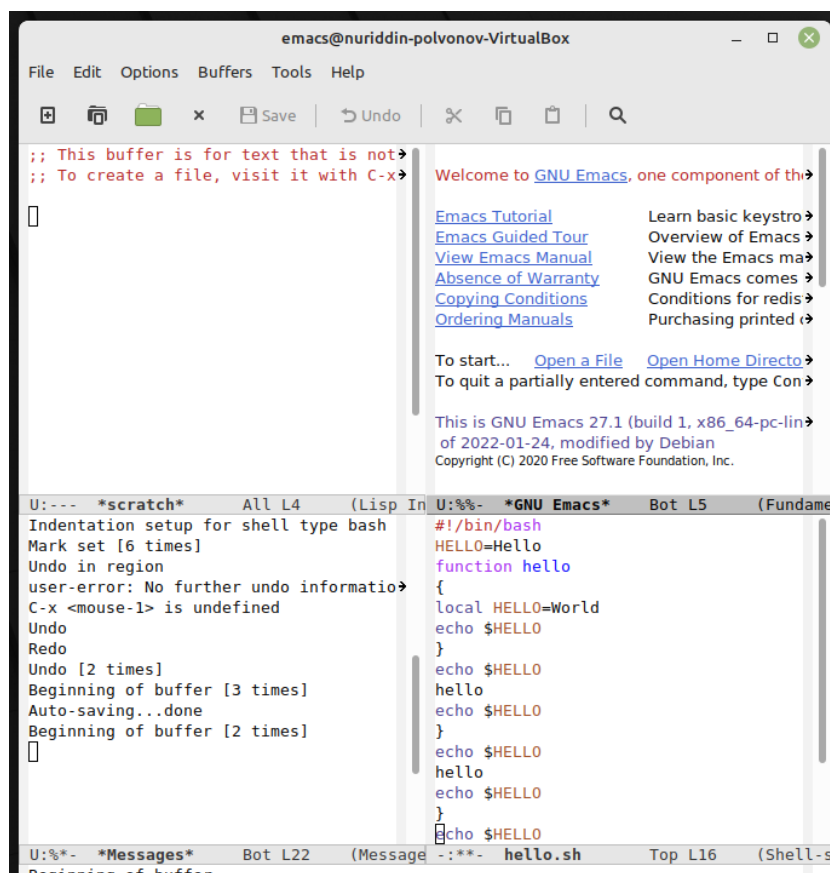 emacs@nuriddin-polvonov-VirtualBox
File Edit Options Buffers Tools Help
Save Undo
;; This buffer is for text that is not
;; To create a file, visit it with C-x
U:--- *scratch* All L4 (Lisp In
Welcome to GNU Emacs, one component of the
Emacs Tutorial Learn basic keystro
Emacs Guided Tour Overview of Emacs
View Emacs Manual View the Emacs ma
Absence of Warranty GNU Emacs comes
Copying Conditions Conditions for redis
Ordering Manuals Purchasing printed
To start... Open a File Open Home Directo
To quit a partially entered command, type Con
This is GNU Emacs 27.1 (build 1, x86_64-pc-lin
of 2022-01-24, modified by Debian
Copyright (C) 2020 Free Software Foundation, Inc.
U:%%- *GNU Emacs* Bot L5 (Fundame
Indentation setup for shell type bash
Mark set [6 times]
Undo in region
user-error: No further undo informatio
C-x <mouse-1> is undefined
Undo
Redo
Undo [2 times]
Beginning of buffer [3 times]
Auto-saving...done
Beginning of buffer [2 times]
U:%*- *Messages* Bot L22 (Message
#!/bin/bash
HELLO=Hello
function hello
{
local HELLO=World
echo $HELLO
}
echo $HELLO
hello
echo $HELLO
}
echo $HELLO
hello
echo $HELLO
}
echo $HELLO
-:**- hello.sh Top L16 (Shell-s
Beginning of buffer